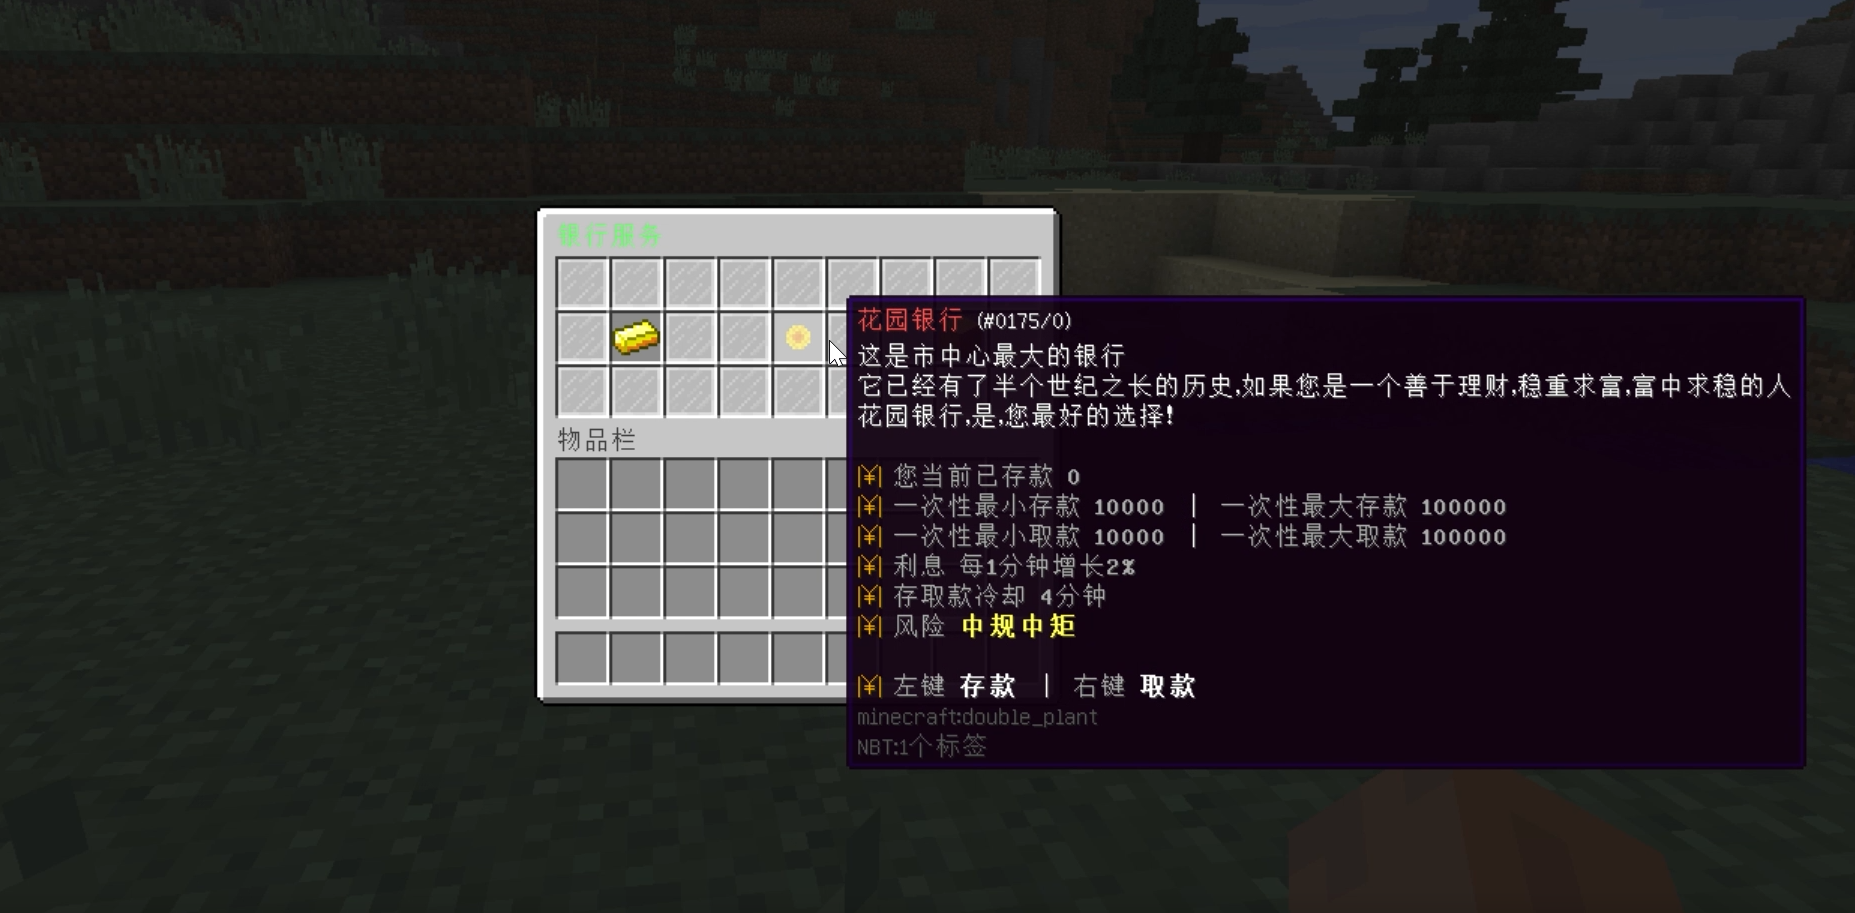 银行服务
花园银行 (#0175/0)
这是市中心最大的银行
它已经有了半个世纪之长的历史,如果您是一个善于理财,稳重求富,富中求稳的人
花园银行,是,您最好的选择!
|¥| 您当前已存款 0
|¥| 一次性最小存款 10000 | 一次性最大存款 100000
|¥| 一次性最小取款 10000 | 一次性最大取款 100000
|¥| 利息 每1分钟增长2%
|¥| 存取款冷却 4分钟
|¥| 风险 中规中矩
|¥| 左键 存款 | 右键 取款
minecraft:double_plant
NBT:1个标签
物品栏